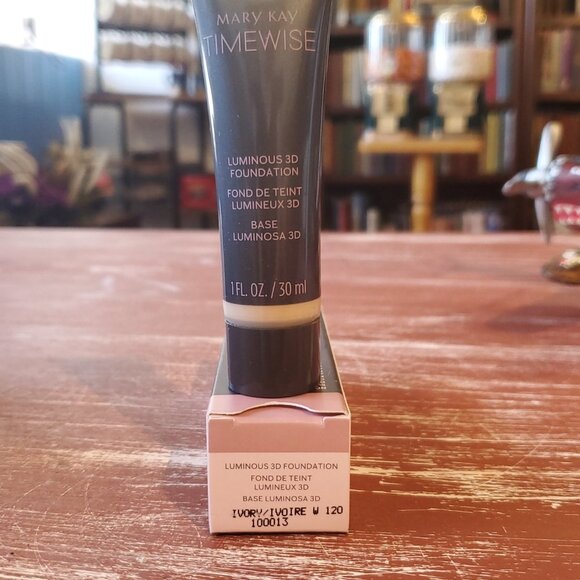 MARY KAY
TIMEWISE
LUMINOUS 3D
FOUNDATION
FOND DE TEINT
LUMINEUX 3D
BASE
LUMINOSA 3D
1 FL. OZ. / 30 ml
LUMINOUS 3D FOUNDATION
FOND DE TEINT
LUMINEUX 3D
BASE LUMINOSA 3D
IVORY/IVOIRE W 120
100013